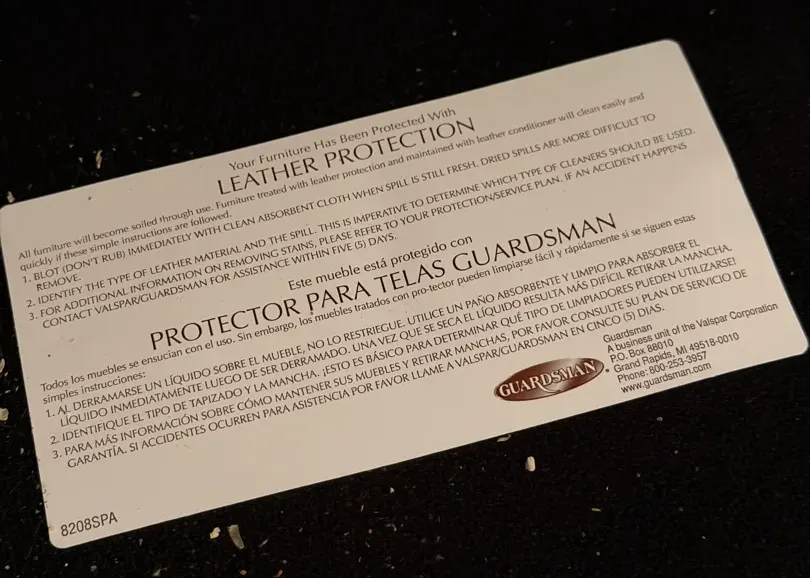 Your Furniture Has Been Protected With
LEATHER PROTECTION
All furniture will become soiled through use. Furniture treated with leather protection and maintained with leather conditioner will clean easily and
quickly if these simple instructions are followed.
1. BLOT (DON'T RUB) IMMEDIATELY WITH CLEAN ABSORBENT CLOTH WHEN SPILL IS STILL FRESH. DRIED SPILLS ARE MORE DIFFICULT TO
REMOVE.
2. IDENTIFY THE TYPE OF LEATHER MATERIAL AND THE SPILL. THIS IS IMPERATIVE TO DETERMINE WHICH TYPE OF CLEANERS SHOULD BE USED.
3. FOR ADDITIONAL INFORMATION ON REMOVING STAINS, PLEASE REFER TO YOUR PROTECTION/SERVICE PLAN. IF AN ACCIDENT HAPPENS
CONTACT VALSPAR/GUARDSMAN FOR ASSISTANCE WITHIN FIVE (5) DAYS.
Este mueble está protegido con
PROTECTOR PARA TELAS GUARDSMAN
Todos los muebles se ensucian con el uso. Sin embargo, los muebles tratados con pro-tector pueden limpiarse fácil y rápidamente si se siguen estas
simples instrucciones:
1. AL DERRAMARSE UN LÍQUIDO SOBRE EL MUEBLE, NO LO RESTRIEGUE. UTILICE UN PAÑO ABSORBENTE Y LIMPIO PARA ABSORBER EL
LÍQUIDO INMEDIATAMENTE LUEGO DE SER DERRAMADO. UNA VEZ QUE SE SECA EL LÍQUIDO RESULTA MÁS DIFÍCIL RETIRAR LA MANCHA.
2. IDENTIFIQUE EL TIPO DE TAPIZADO Y LA MANCHA. ¡ESTO ES BÁSICO PARA DETERMINAR QUÉ TIPO DE LIMPIADORES PUEDEN UTILIZARSE!
3. PARA MÁS INFORMACIÓN SOBRE CÓMO MANTENER SUS MUEBLES Y RETIRAR MANCHAS, POR FAVOR CONSULTE SU PLAN DE SERVICIO DE
GARANTÍA. SI ACCIDENTES OCURREN PARA ASISTENCIA POR FAVOR LLAME A VALSPAR/GUARDSMAN EN CINCO (5) DIAS.
GUARDSMAN
Guardsman
A business unit of the Valspar Corporation
P.O. Box 88010
Grand Rapids, MI 49518-0010
Phone: 800-253-3957
www.guardsman.com
8208SPA